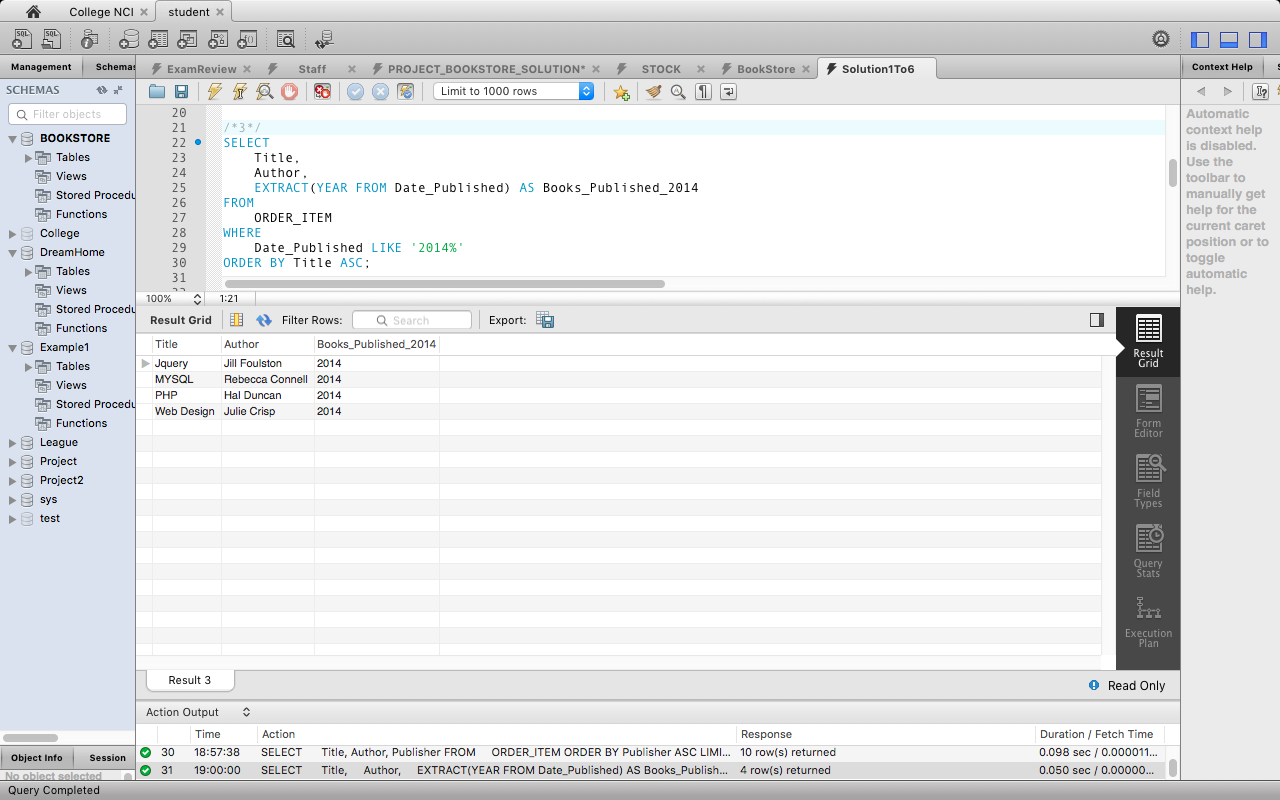 College NCI
student
Management Schemas
SCHEMAS
Filter objects
BOOKSTORE
Tables
Views
Stored Procedu
Functions
College
DreamHome
Tables
Views
Stored Procedu
Functions
Example1
Tables
Views
Stored Procedu
Functions
League
Project
Project2
sys
test
Object Info Session
No object selected
ExamReview Staff PROJECT_BOOKSTORE_SOLUTION* STOCK BookStore Solution1To6
Limit to 1000 rows
20
21 /*3*/
22 SELECT
23 Title,
24 Author,
25 EXTRACT(YEAR FROM Date_Published) AS Books_Published_2014
26 FROM
27 ORDER_ITEM
28 WHERE
29 Date_Published LIKE '2014%'
30 ORDER BY Title ASC;
31
100% 1:21
Result Grid Filter Rows: Search Export:
Title Author Books_Published_2014
Jquery Jill Foulston 2014
MYSQL Rebecca Connell 2014
PHP Hal Duncan 2014
Web Design Julie Crisp 2014
Result
Grid
Form
Editor
Field
Types
Query
Stats
Execution
Plan
Result 3
Read Only
Action Output
Time Action Response Duration / Fetch Time
30 18:57:38 SELECT Title, Author, Publisher FROM ORDER_ITEM ORDER BY Publisher ASC LIMI... 10 row(s) returned 0.098 sec / 0.000011...
31 19:00:00 SELECT Title, Author, EXTRACT(YEAR FROM Date_Published) AS Books_Publish... 4 row(s) returned 0.050 sec / 0.00000...
Context Help
Automatic
context help
is disabled.
Use the
toolbar to
manually get
help for the
current caret
position or to
toggle
automatic
help.
Query Completed